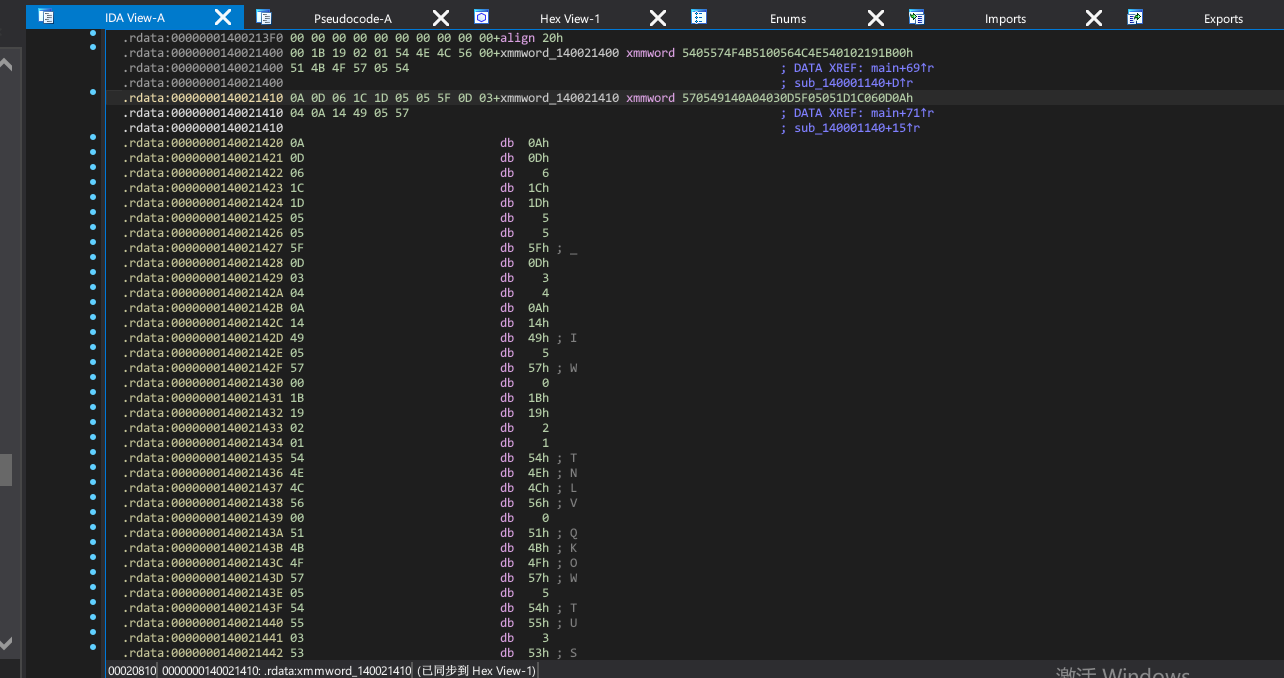 IDA View-A Pseudocode-A Hex View-1 Enums Imports Exports
.rdata:00000001400213F0 00 00 00 00 00 00 00 00 00 00+align 20h
.rdata:0000000140021400 00 1B 19 02 01 54 4E 4C 56 00+xmmword_140021400 xmmword 5405574F4B5100564C4E540102191B00h
.rdata:0000000140021400 51 4B 4F 57 05 54 ; DATA XREF: main+69↑r
.rdata:0000000140021400 ; sub_140001140+D↑r
.rdata:0000000140021410 0A 0D 06 1C 1D 05 05 5F 0D 03+xmmword_140021410 xmmword 570549140A04030D5F05051D1C060D0Ah
.rdata:0000000140021410 04 0A 14 49 05 57 ; DATA XREF: main+71↑r
.rdata:0000000140021410 ; sub_140001140+15↑r
.rdata:0000000140021420 0A db 0Ah
.rdata:0000000140021421 0D db 0Dh
.rdata:0000000140021422 06 db 6
.rdata:0000000140021423 1C db 1Ch
.rdata:0000000140021424 1D db 1Dh
.rdata:0000000140021425 05 db 5
.rdata:0000000140021426 05 db 5
.rdata:0000000140021427 5F db 5Fh ; _
.rdata:0000000140021428 0D db 0Dh
.rdata:0000000140021429 03 db 3
.rdata:000000014002142A 04 db 4
.rdata:000000014002142B 0A db 0Ah
.rdata:000000014002142C 14 db 14h
.rdata:000000014002142D 49 db 49h ; I
.rdata:000000014002142E 05 db 5
.rdata:000000014002142F 57 db 57h ; W
.rdata:0000000140021430 00 db 0
.rdata:0000000140021431 1B db 1Bh
.rdata:0000000140021432 19 db 19h
.rdata:0000000140021433 02 db 2
.rdata:0000000140021434 01 db 1
.rdata:0000000140021435 54 db 54h ; T
.rdata:0000000140021436 4E db 4Eh ; N
.rdata:0000000140021437 4C db 4Ch ; L
.rdata:0000000140021438 56 db 56h ; V
.rdata:0000000140021439 00 db 0
.rdata:000000014002143A 51 db 51h ; Q
.rdata:000000014002143B 4B db 4Bh ; K
.rdata:000000014002143C 4F db 4Fh ; O
.rdata:000000014002143D 57 db 57h ; W
.rdata:000000014002143E 05 db 5
.rdata:000000014002143F 54 db 54h ; T
.rdata:0000000140021440 55 db 55h ; U
.rdata:0000000140021441 03 db 3
.rdata:0000000140021442 53 db 53h ; S
00020810 0000000140021410: .rdata:xmmword_140021410 (已同步到 Hex View-1)
激活 Windows